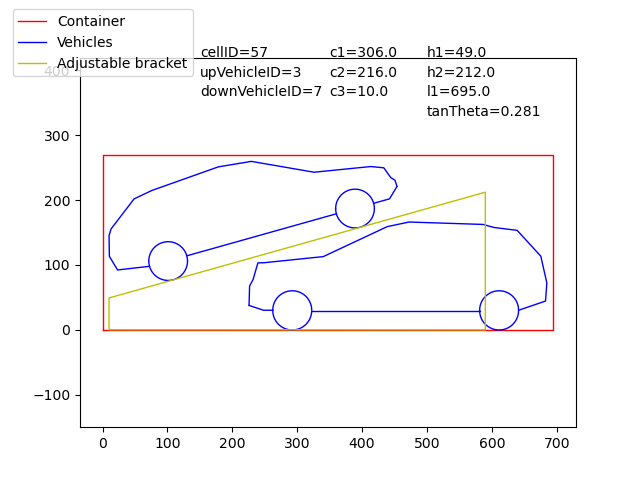 Container
Vehicles
Adjustable bracket
cellID=57 c1=306.0 h1=49.0
upVehicleID=3 c2=216.0 h2=212.0
downVehicleID=7 c3=10.0 l1=695.0
tanTheta=0.281
400
300
200
100
0
−100
0 100 200 300 400 500 600 700